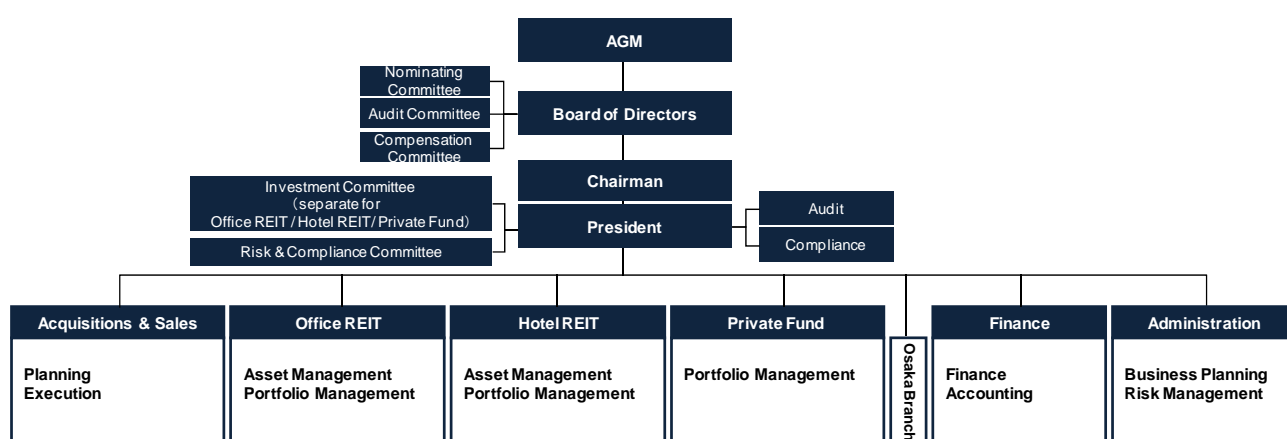 AGM
Nominating
Committee
Audit Committee
Compensation
Committee
Board of Directors
Chairman
Investment Committee
(separate for
Office REIT / Hotel REIT/ Private Fund)
Risk & Compliance Committee
President
Audit
Compliance
Acquisitions & Sales
Planning
Execution
Office REIT
Asset Management
Portfolio Management
Hotel REIT
Asset Management
Portfolio Management
Private Fund
Portfolio Management
Osaka Branch
Finance
Finance
Accounting
Administration
Business Planning
Risk Management